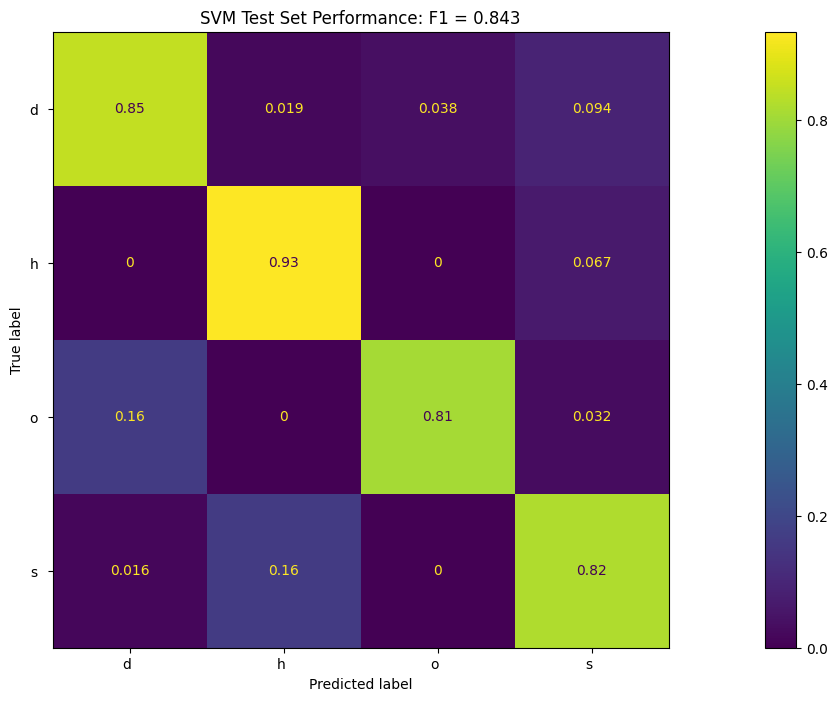 SVM Test Set Performance: F1 = 0.843
d 0.85 0.019 0.038 0.094
h 0 0.93 0 0.067
o 0.16 0 0.81 0.032
s 0.016 0.16 0 0.82
d h o s
True label
Predicted label
0.8
0.6
0.4
0.2
0.0